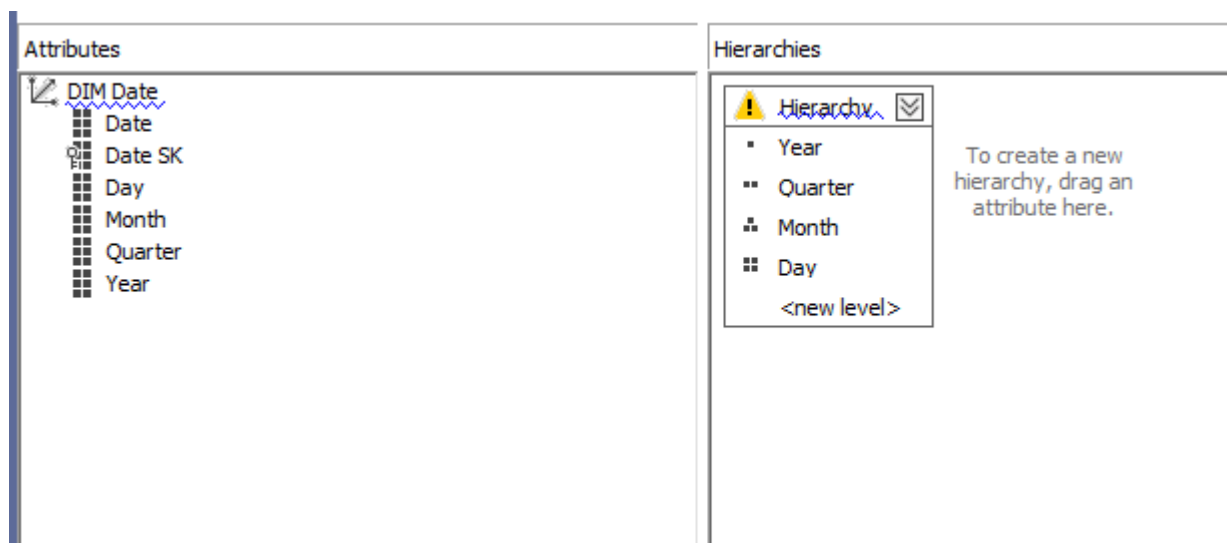 Attributes
DIM Date
Date
Date SK
Day
Month
Quarter
Year
Hierarchies
Hierarchy
Year
Quarter
Month
Day
<new level>
To create a new
hierarchy, drag an
attribute here.